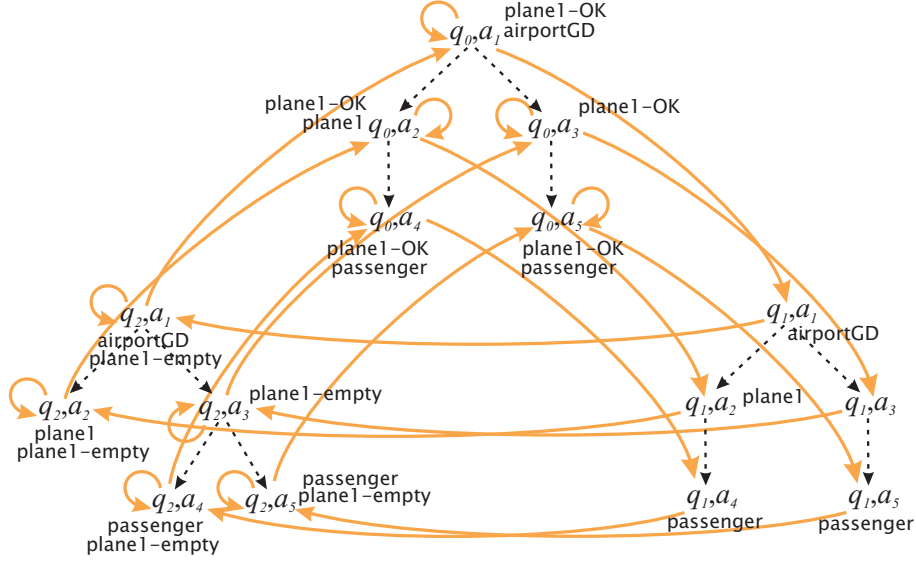 plane1-OK
q0,a1 airportGD
plane1-OK
plane1
q0,a2
q0,a3
plane1-OK
q0,a4
plane1-OK
passenger
q0,a5
plane1-OK
passenger
q2,a1
airportGD
plane1-empty
q1,a1
airportGD
q2,a2
plane1
plane1-empty
q2,a3
plane1-empty
q1,a2
plane1
q1,a3
q2,a4
passenger
plane1-empty
q2,a5
passenger
plane1-empty
q1,a4
passenger
q1,a5
passenger